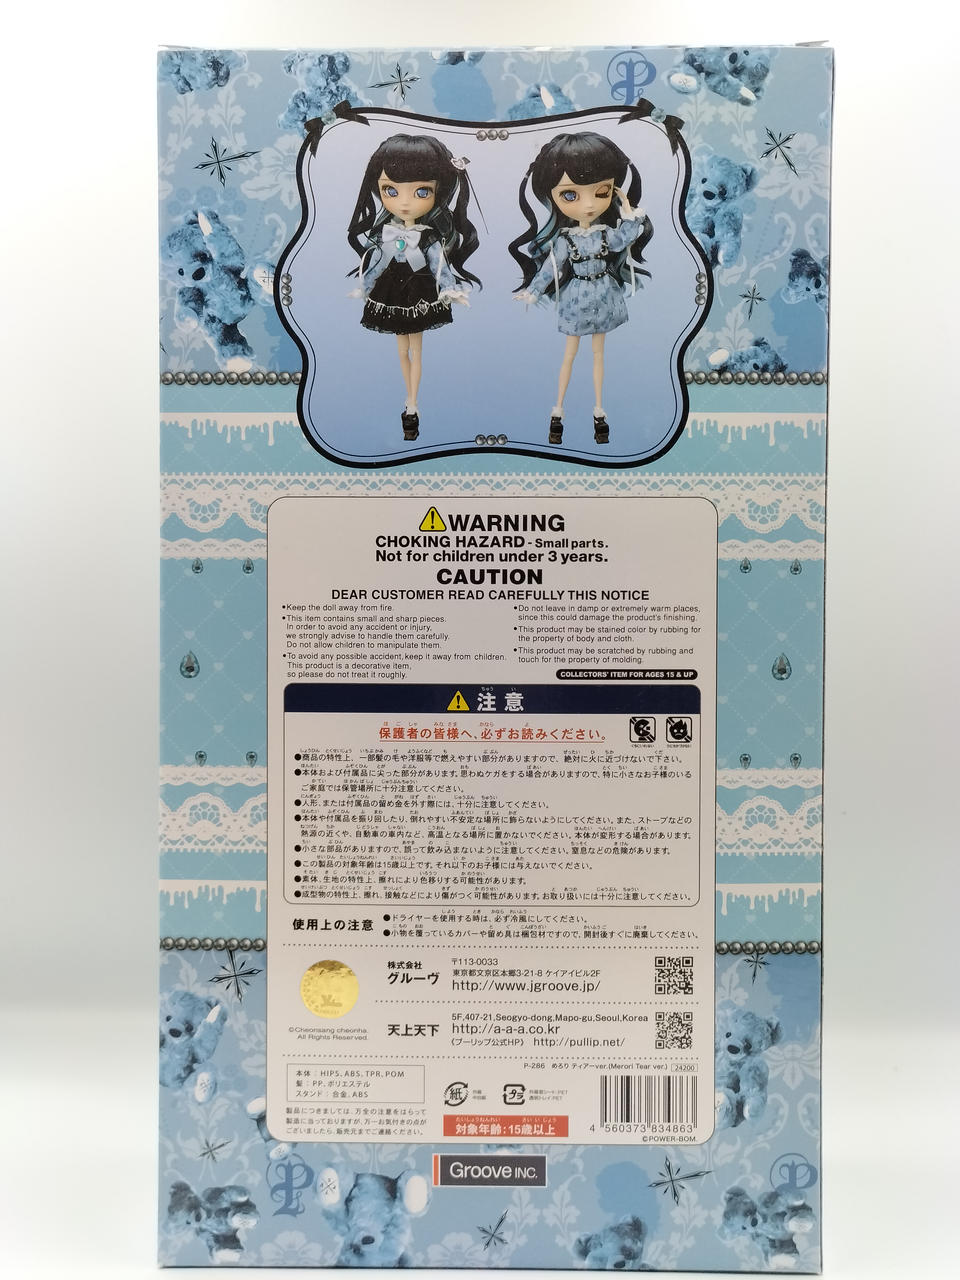 WARNING
CHOKING HAZARD - Small parts.
Not for children under 3 years.
CAUTION
DEAR CUSTOMER READ CAREFULLY THIS NOTICE
•Keep the doll away from fire.
•This item contains small and sharp pieces.
In order to avoid any accident or injury,
we strongly advise to handle them carefully.
Do not allow children to manipulate them.
•To avoid any possible accident, keep it away from children.
This product is a decorative item,
so please do not treat it roughly.
•Do not leave in damp or extremely warm places,
since this could damage the product's finishing.
•This product may be stained color by rubbing for
the property of body and cloth.
•This product may be scratched by rubbing and
touch for the property of molding.
COLLECTORS' ITEM FOR AGES 15 & UP
注意
保護者の皆様へ、必ずお読みください。
●商品の特性上、一部髪の毛や洋服等で燃えやすい部分がありますので、絶対に火に近づけないで下さい。
●本体および付属品に尖った部分があります。思わぬケガをする場合がありますので、特に小さなお子様のいる
ご家庭では保管場所に十分注意してください。
●人形、または付属品の留め金を外す際には、十分に注意してください。
●本体や付属品を振り回したり、倒れやすい不安定な場所に飾らないようにしてください。また、ストーブなどの
熱源の近くや、自動車の車内など、高温となる場所に置かないでください。本体が変形する場合があります。
●小さな部品がありますので、誤って飲み込まないように注意してください。窒息などの危険があります。
●この製品の対象年齢は15歳以上です。それ以下のお子様には与えないでください。
●素体、生地の特性上、擦れにより色移りする可能性があります。
●成型物の特性上、擦れ、接触などにより傷がつく可能性があります。お取り扱いには十分に注意してください。
使用上の注意
●ドライヤーを使用する時は、必ず冷風にしてください。
●小物を覆っているカバーや留め具は梱包材ですので、開封後すぐに廃棄してください。
株式会社
グルーヴ
〒113-0033
東京都文京区本郷3-21-8 ケイアイビル2F
http://www.jgroove.jp/
©Cheonsang cheonha.
All Rights Reserved.
天上天下
5F,407-21,Seogyo-dong,Mapo-gu,Seoul,Korea
http://a-a-a.co.kr
《プーリップ公式HP》 http://pullip.net/
P-286 めろり ティアーver.(Merori Tear ver.) 24200
本体：HIPS、ABS、TPR、POM
髪：PP、ポリエステル
スタンド：合金、ABS
製品につきましては、万全の注意をはらって
製造に当っておりますが、万一お気付きの点が
ございましたら、販売元までご連絡ください。
紙
プラ
対象年齢：15歳以上
4 560373 834863
©POWER-BOM.
Groove INC.